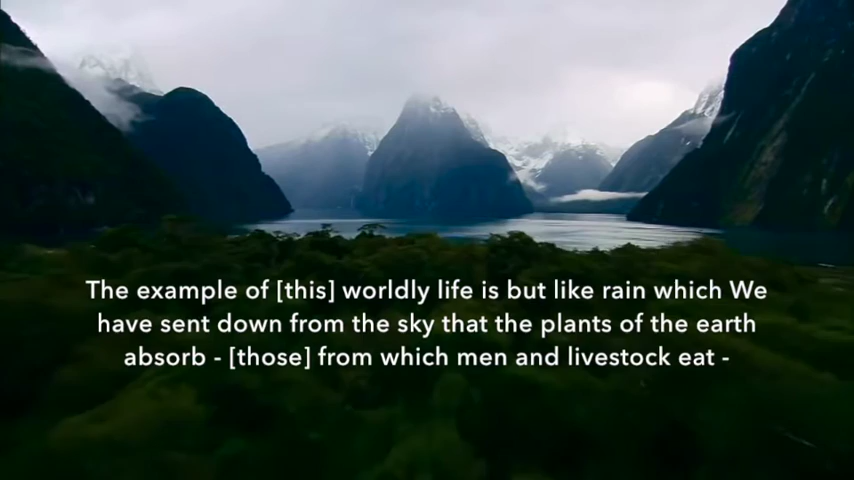 The example of [this] worldly life is but like rain which We
have sent down from the sky that the plants of the earth
absorb - [those] from which men and livestock eat -